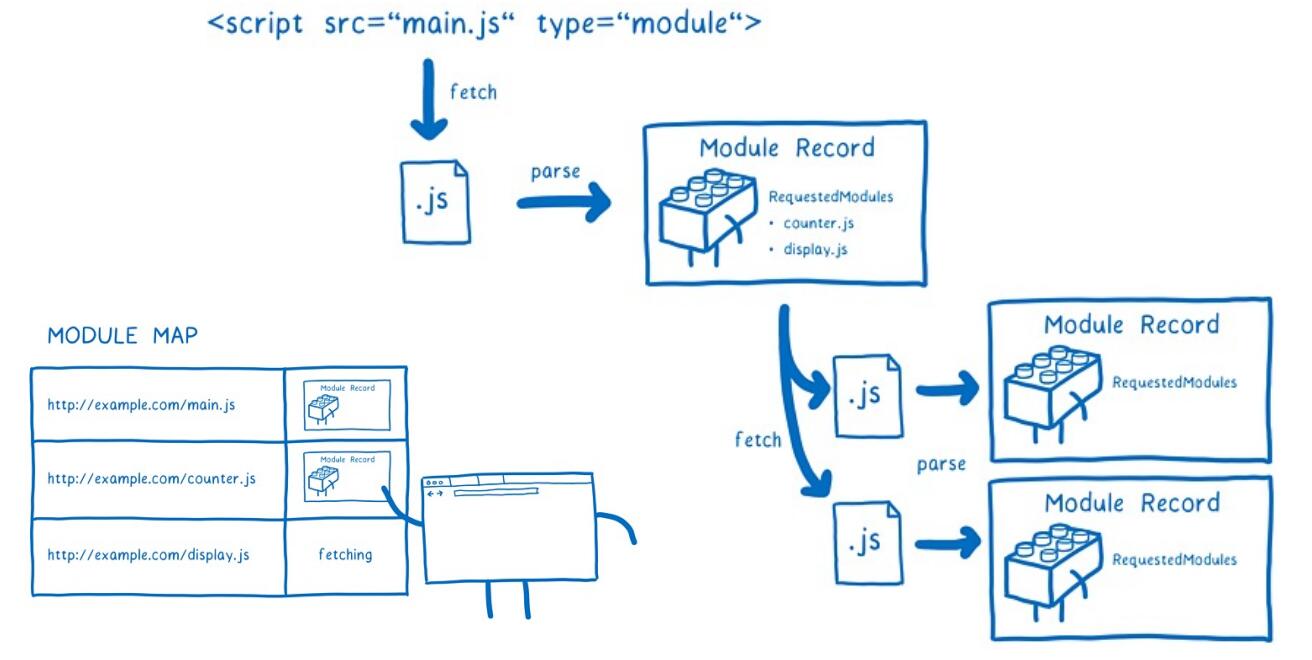 <script src=“main.js“ type=“module“>
fetch
.js
parse
Module Record
RequestedModules
• counter.js
• display.js
MODULE MAP
http://example.com/main.js
Module Record
http://example.com/counter.js
Module Record
http://example.com/display.js
fetching
fetch
.js
.js
parse
Module Record
RequestedModules
Module Record
RequestedModules